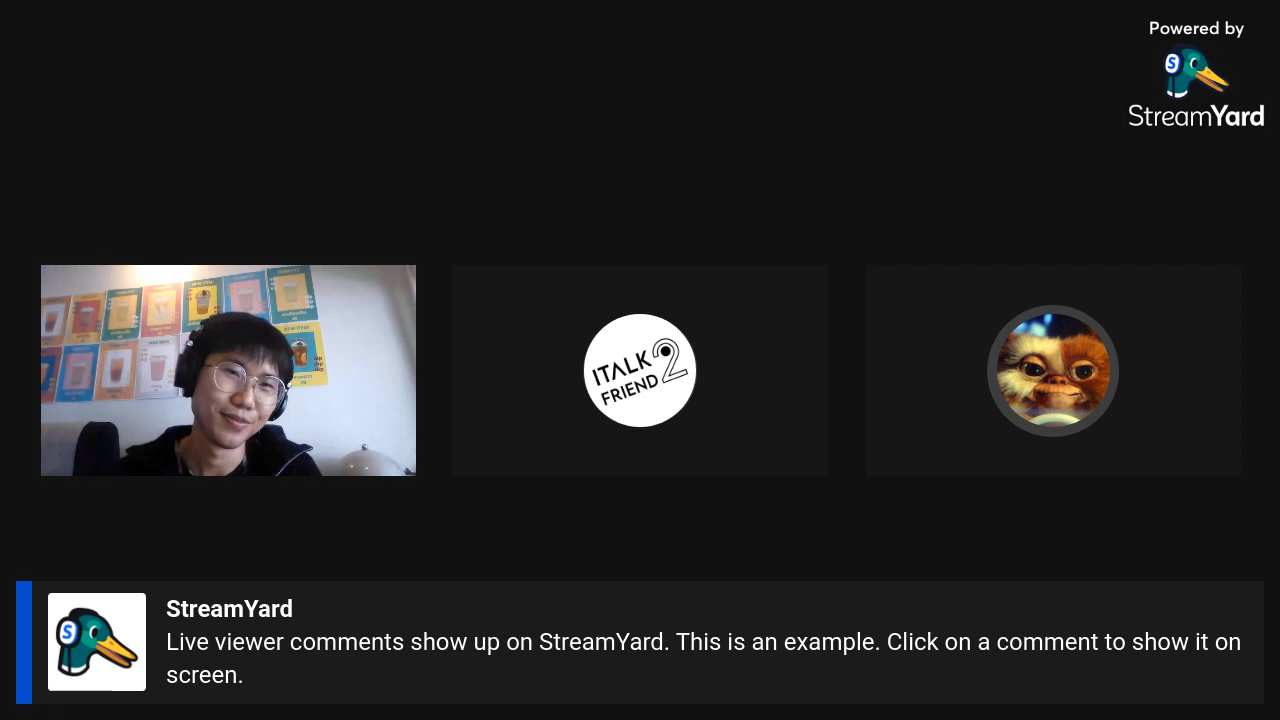 Powered by
StreamYard
ITALK
2
FRIEND
StreamYard
Live viewer comments show up on StreamYard. This is an example. Click on a comment to show it on
screen.